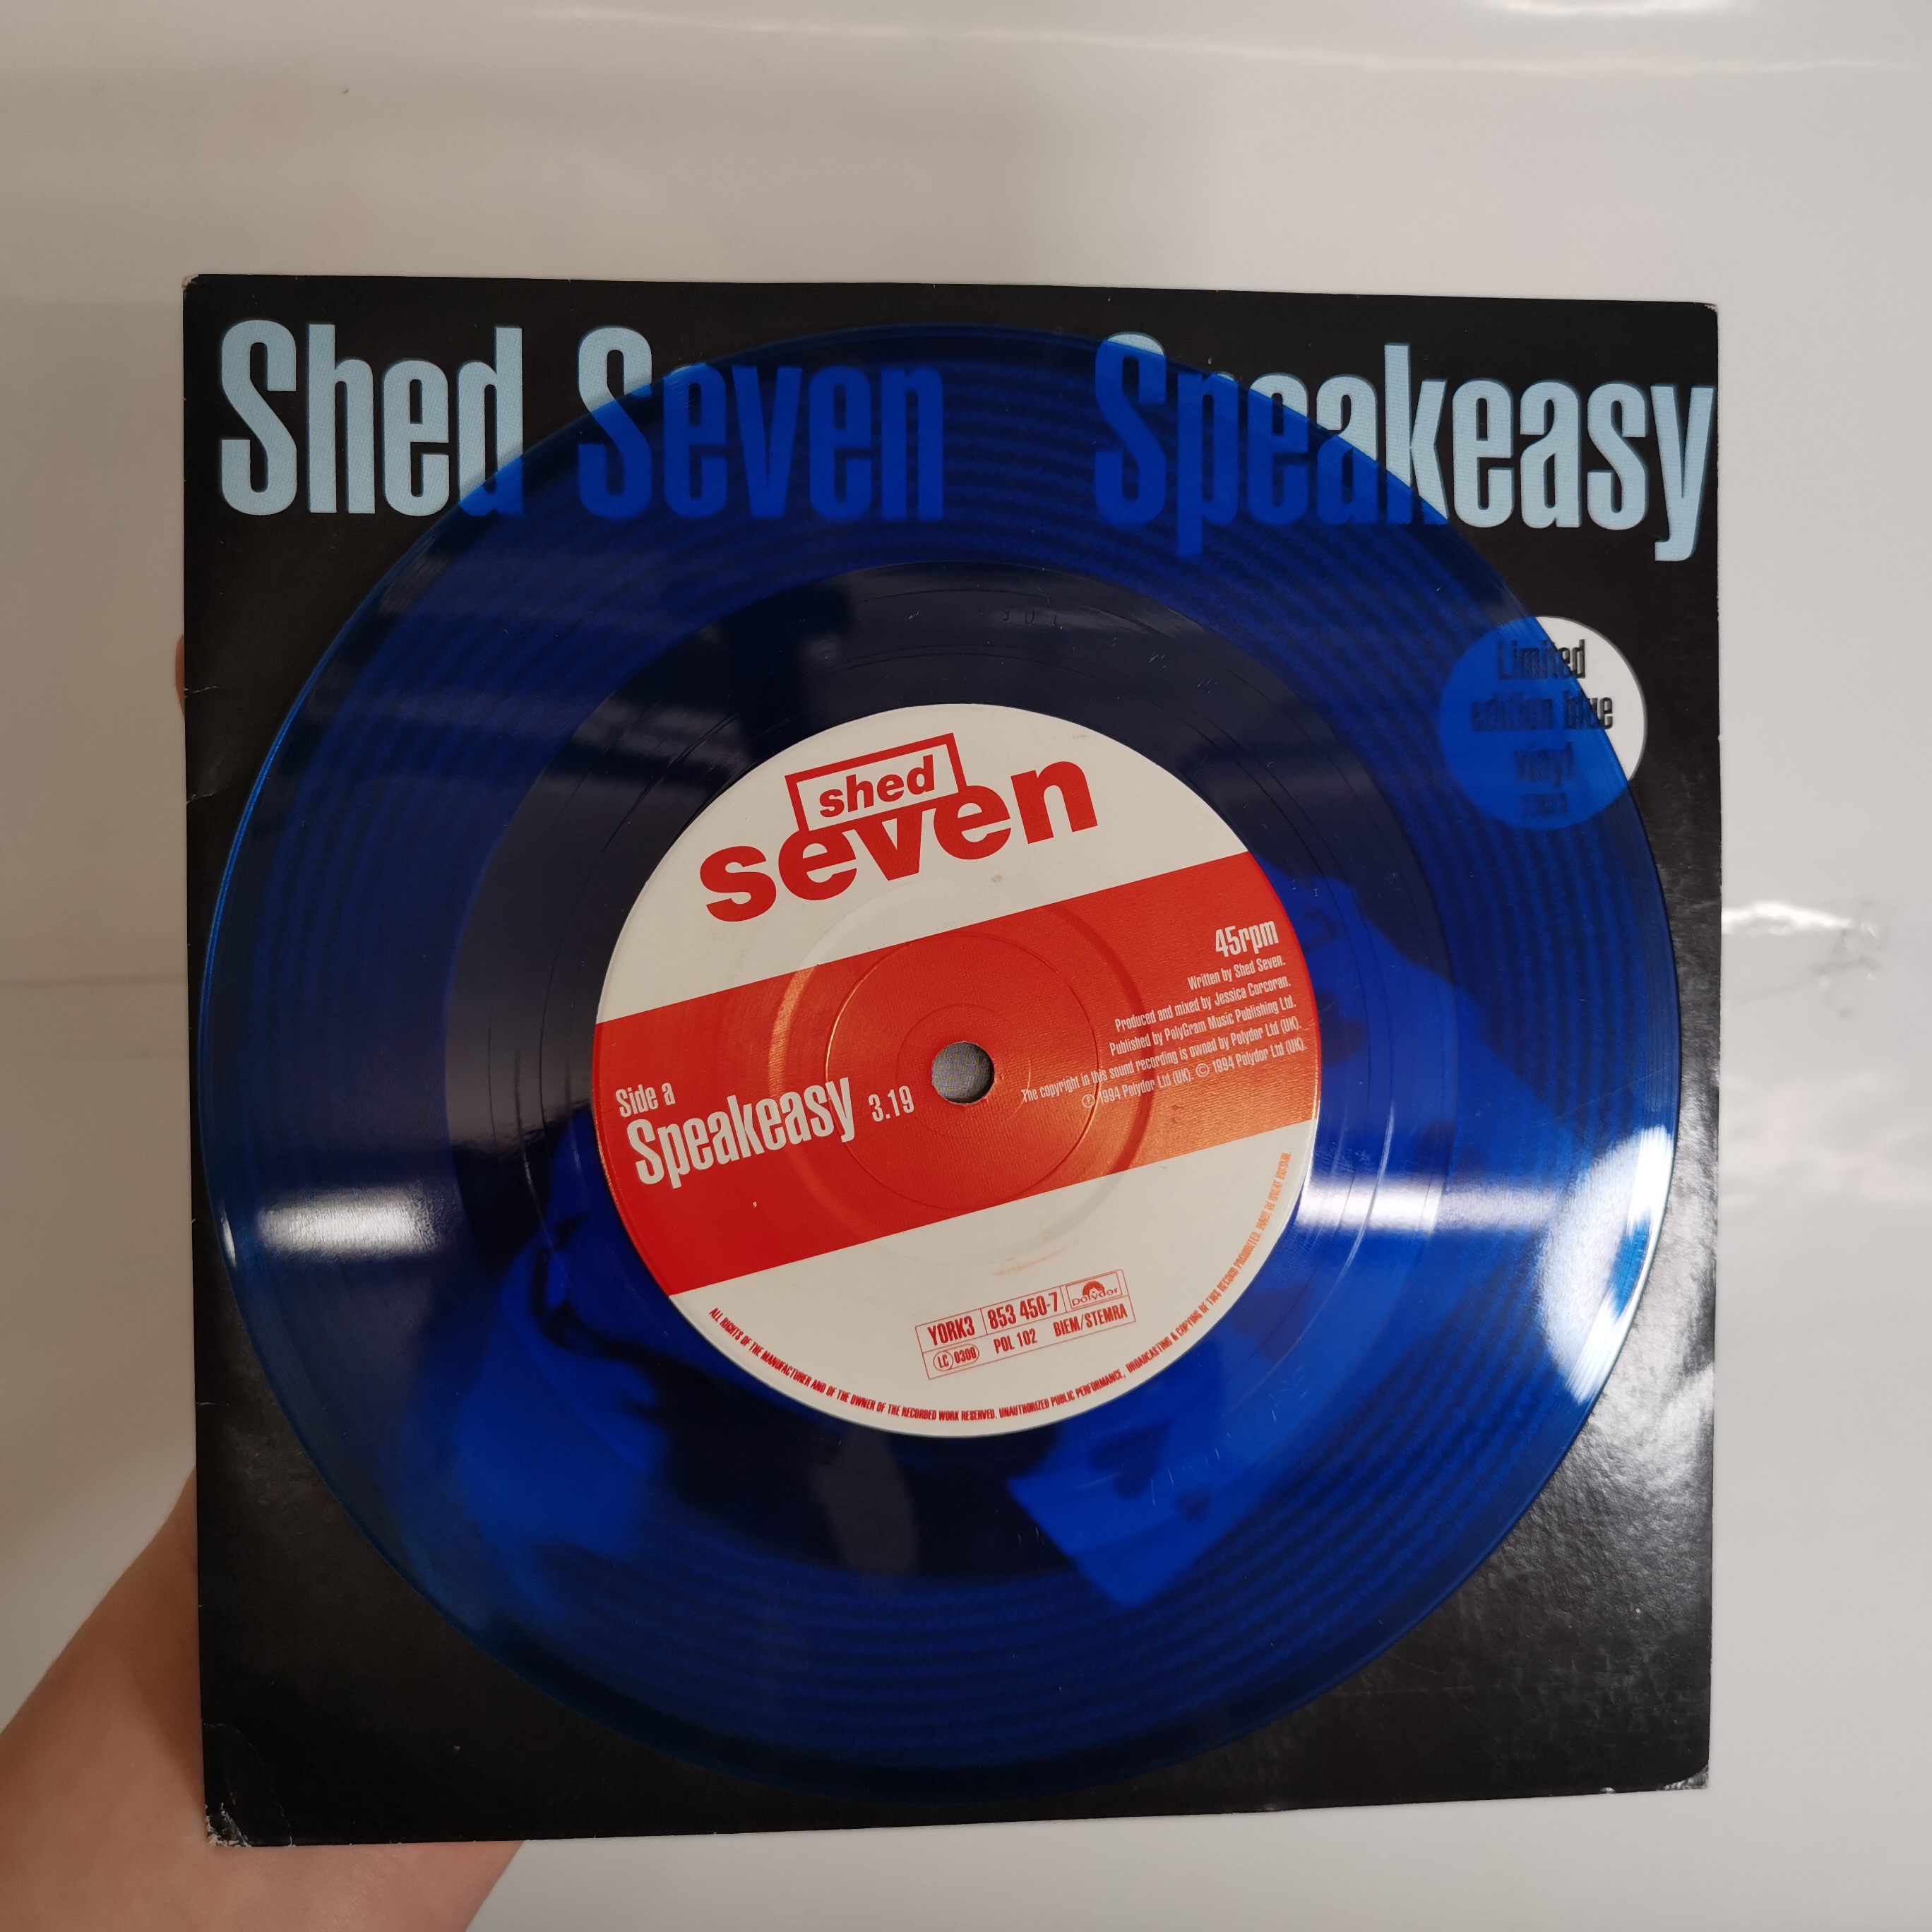 Shed Seven Speakeasy
Limited
edition blue
vinyl
shed
seven
45rpm
Written by Shed Seven.
Produced and mixed by Jessica Corcoran.
Published by PolyGram Music Publishing Ltd.
The copyright in this sound recording is owned by Polydor Ltd (UK).
℗ 1994 Polydor Ltd (UK). © 1994 Polydor Ltd (UK).
Side a
Speakeasy 3.19
YORK3 853 450-7 Polydor
LC 0309 POL 102 BIEM/STEMRA
ALL RIGHTS OF THE MANUFACTURER AND OF THE OWNER OF THE RECORDED WORK RESERVED. UNAUTHORIZED PUBLIC PERFORMANCE, BROADCASTING & COPYING OF THIS RECORD PROHIBITED. MADE IN GREAT BRITAIN.